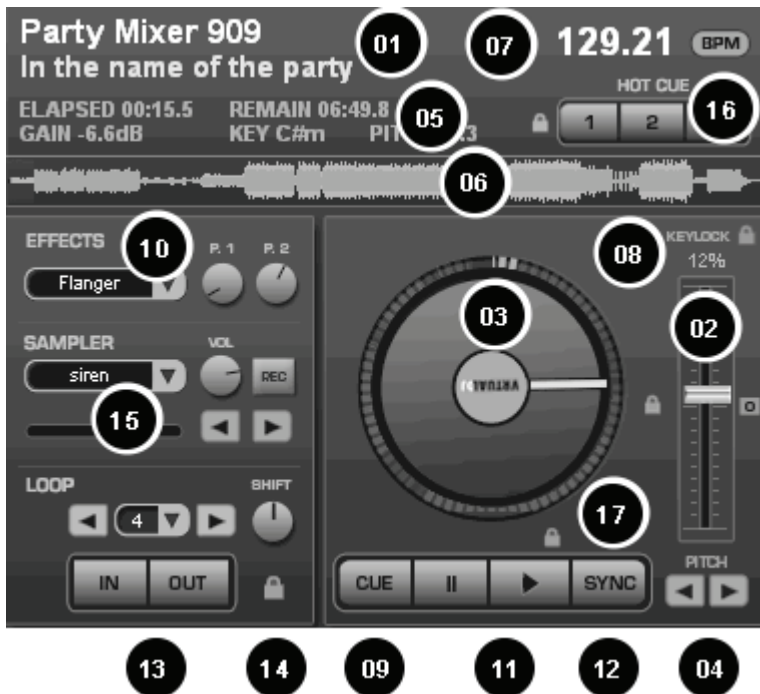 Party Mixer 909 01 07 129.21 BPM
In the name of the party
HOT CUE
ELAPSED 00:15.5 REMAIN 06:49.8 05 1 2 16
GAIN -6.6dB KEY C#m
06
EFFECTS 10 P. 1 P. 2 08 KEYLOCK
12%
Flanger
03 02
SAMPLER VOL
siren REC VIRTUAL DJ
15
LOOP SHIFT
4 17
IN OUT CUE SYNC PITCH
13 14 09 11 12 04